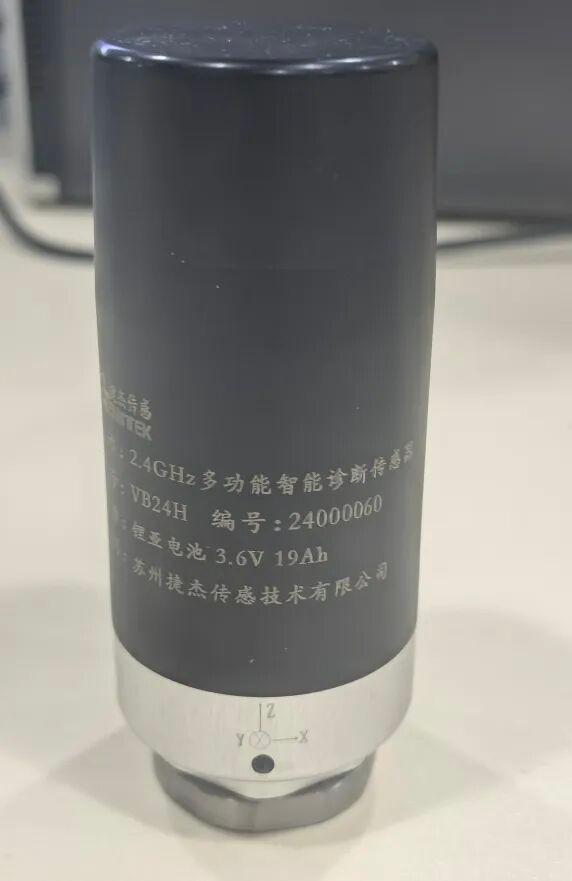 捷杰传感
: 2.4GHz多功能智能诊断传感器
: VB24H 编号: 24000060
: 锂亚电池 3.6V 19Ah
: 苏州捷杰传感技术有限公司
Z
Y X